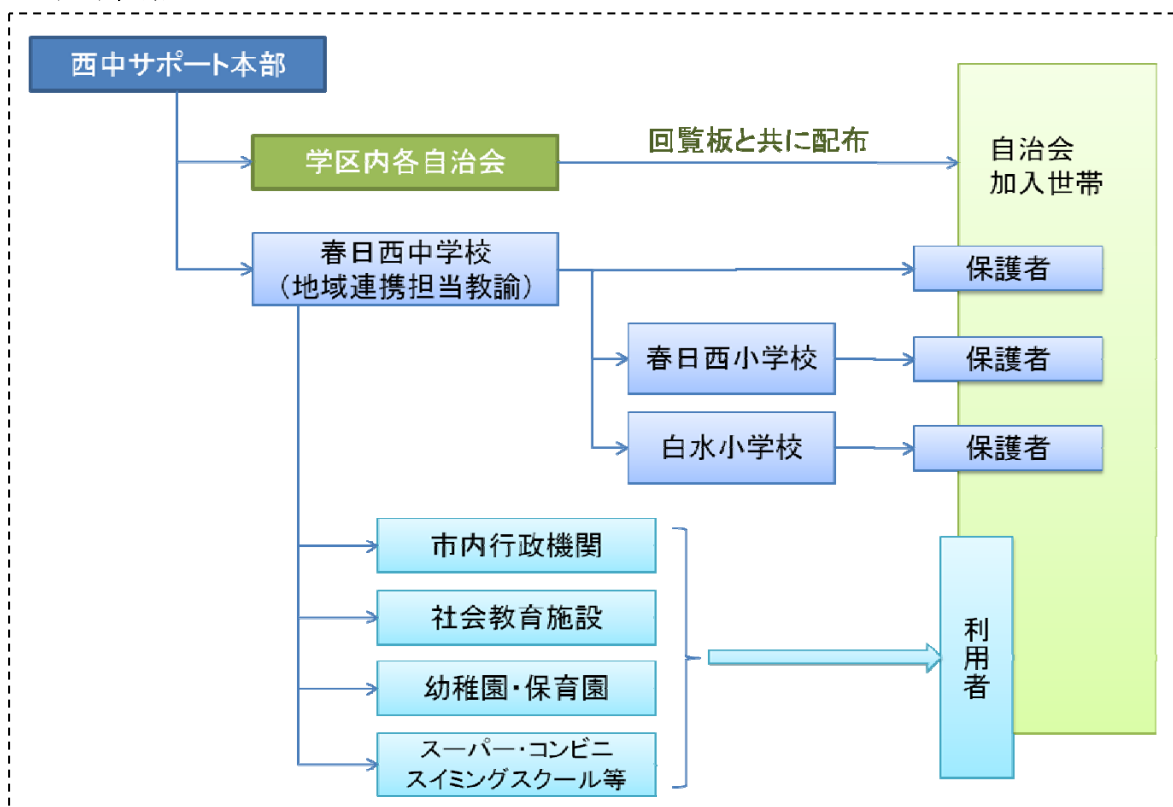 西中サポート本部
学区内各自治会
回覧板と共に配布
自治会
加入世帯
春日西中学校
（地域連携担当教諭）
保護者
春日西小学校
保護者
白水小学校
保護者
市内行政機関
社会教育施設
幼稚園・保育園
スーパー・コンビニ
スイミングスクール等
利用者